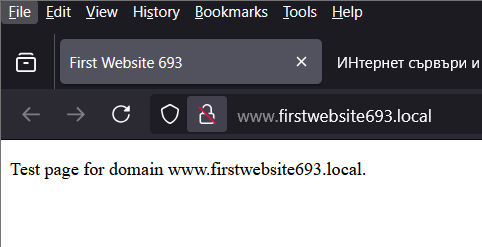 File Edit View History Bookmarks Tools Help
First Website 693 ИНтернет сървъри и
www.firstwebsite693.local
Test page for domain www.firstwebsite693.local.